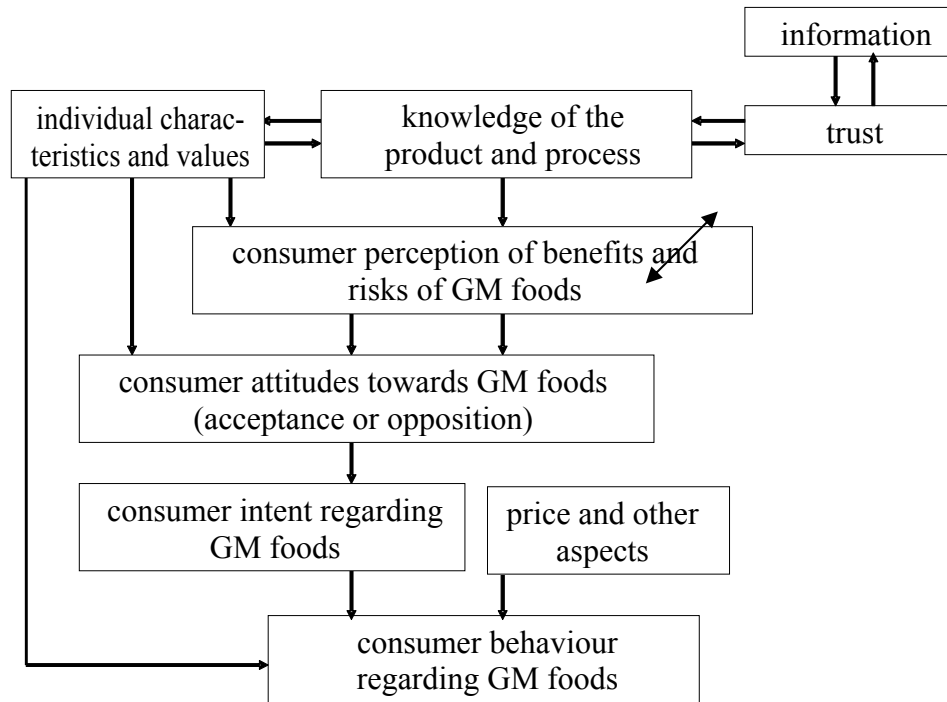 information
individual charac-
teristics and values
knowledge of the
product and process
trust
consumer perception of benefits and
risks of GM foods
consumer attitudes towards GM foods
(acceptance or opposition)
consumer intent regarding
GM foods
price and other
aspects
consumer behaviour
regarding GM foods